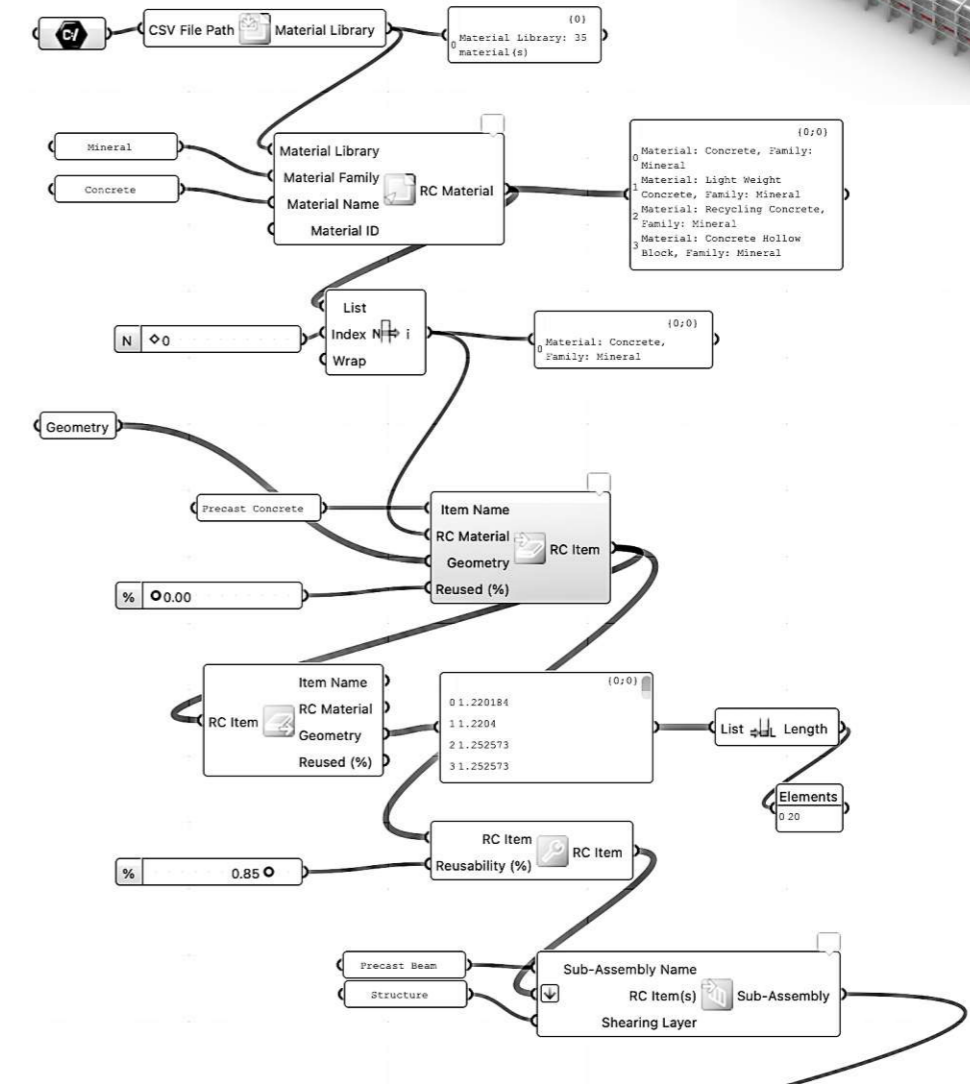 C:/
CSV File Path Material Library
{0}
0 Material Library: 35
material(s)
Mineral
Concrete
Material Library
Material Family
Material Name
Material ID
RC Material
{0;0}
0 Material: Concrete, Family:
Mineral
1 Material: Light Weight
Concrete, Family: Mineral
2 Material: Recycling Concrete,
Family: Mineral
3 Material: Concrete Hollow
Block, Family: Mineral
N 0
List
Index N i
Wrap
{0;0}
0 Material: Concrete,
Family: Mineral
Geometry
Precast Concrete
% 0.00
Item Name
RC Material
Geometry
Reused (%)
RC Item
RC Item
Item Name
RC Material
Geometry
Reused (%)
{0;0}
0 1.220184
1 1.2204
2 1.252573
3 1.252573
List L Length
Elements
0 20
% 0.85
RC Item
Reusability (%)
RC Item
Precast Beam
Structure
Sub-Assembly Name
RC Item(s)
Shearing Layer
Sub-Assembly